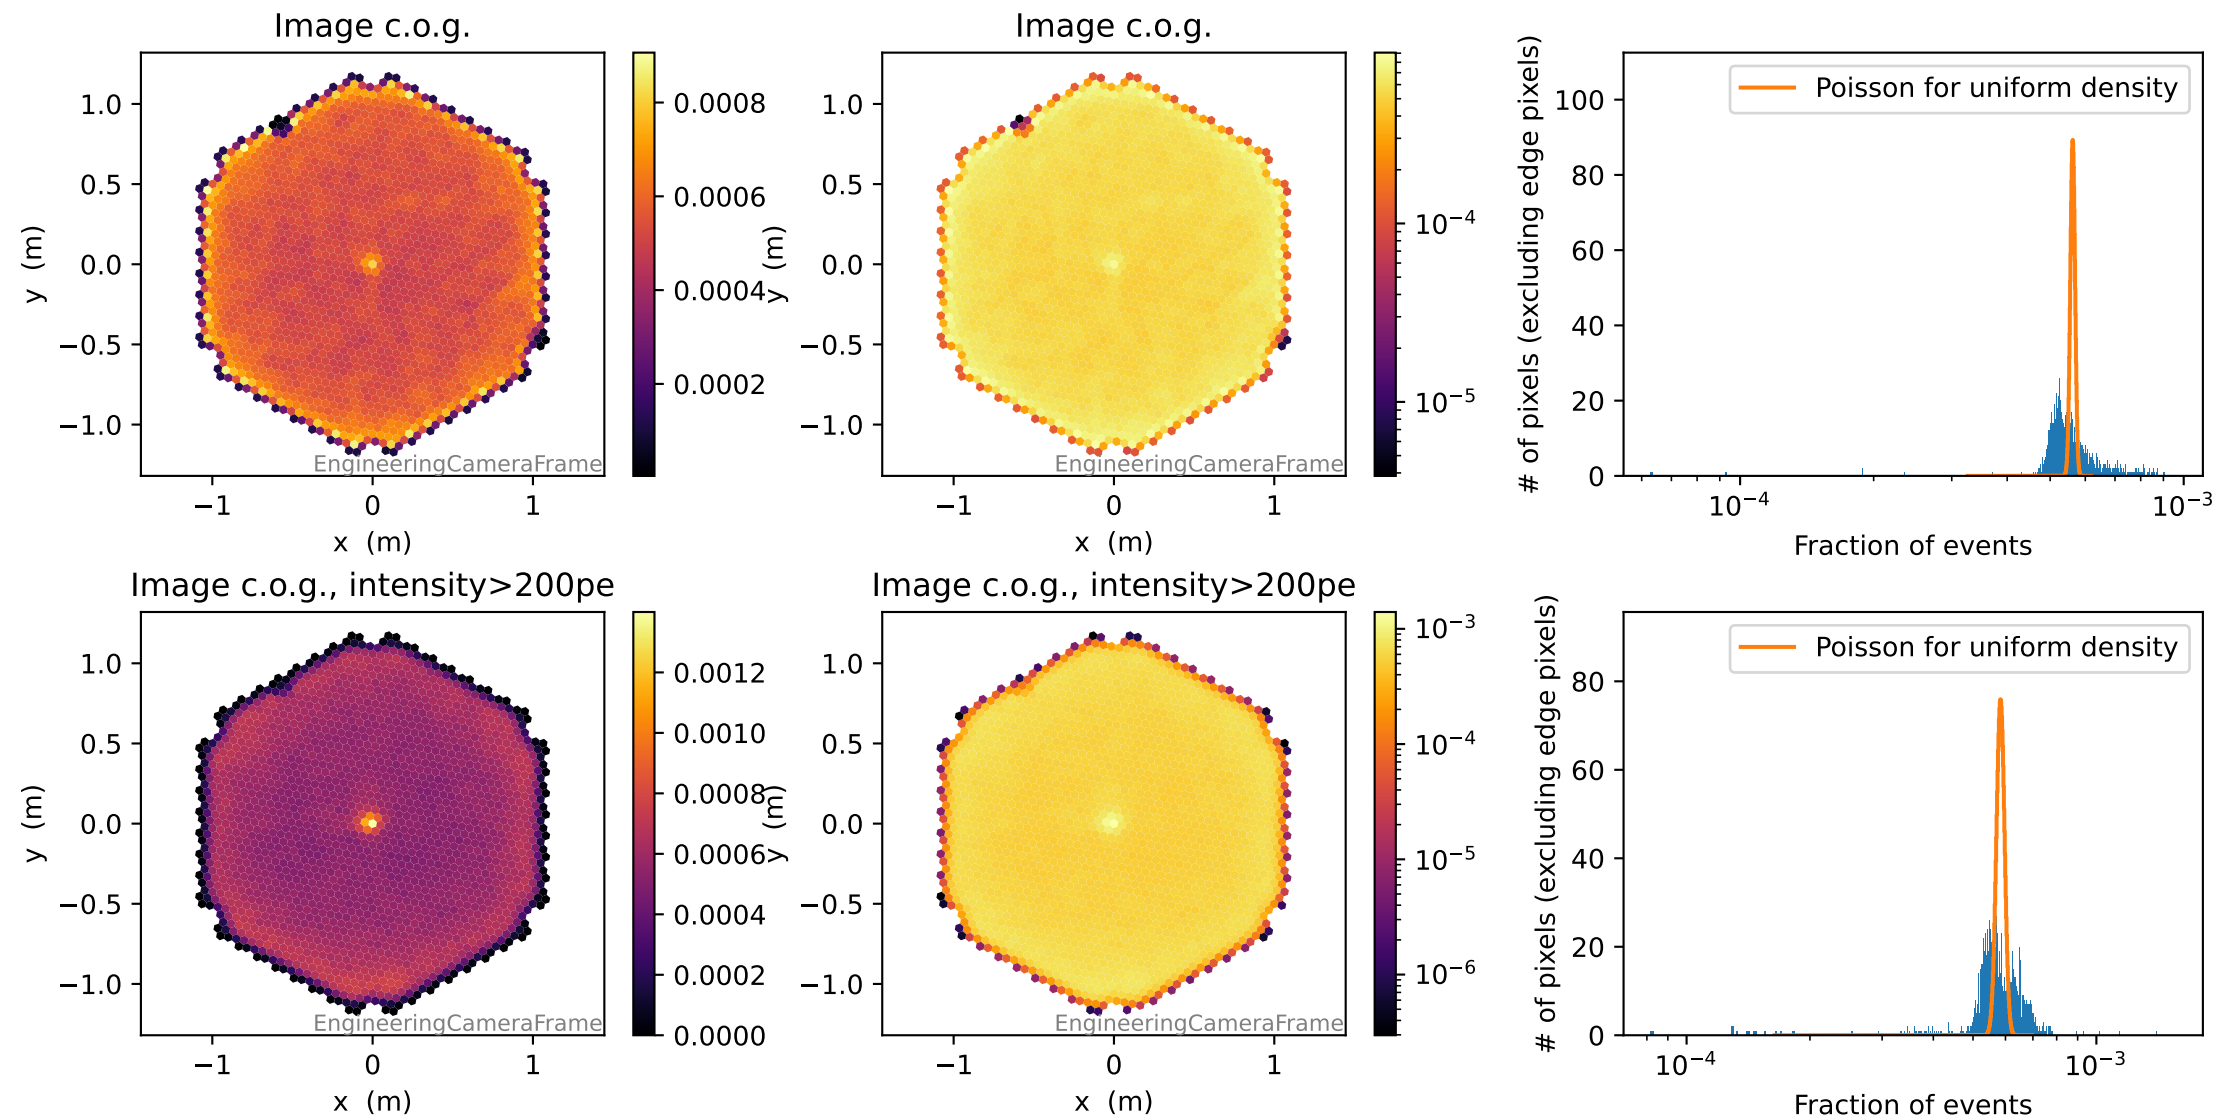 Image c.o.g.
1.0
0.5
0.0
−0.5
−1.0
y (m)
−1
0
1
x (m)
EngineeringCameraFrame
0.0008
0.0006
0.0004
0.0002
Image c.o.g.
1.0
0.5
0.0
−0.5
−1.0
y (m)
−1
0
1
x (m)
EngineeringCameraFrame
10⁻⁴
10⁻⁵
Poisson for uniform density
100
80
60
40
20
0
# of pixels (excluding edge pixels)
10⁻⁴
10⁻³
Fraction of events
Image c.o.g., intensity>200pe
1.0
0.5
0.0
−0.5
−1.0
y (m)
−1
0
1
x (m)
EngineeringCameraFrame
0.0012
0.0010
0.0008
0.0006
0.0004
0.0002
0.0000
Image c.o.g., intensity>200pe
1.0
0.5
0.0
−0.5
−1.0
y (m)
−1
0
1
x (m)
EngineeringCameraFrame
10⁻³
10⁻⁴
10⁻⁵
10⁻⁶
Poisson for uniform density
80
60
40
20
0
# of pixels (excluding edge pixels)
10⁻⁴
10⁻³
Fraction of events